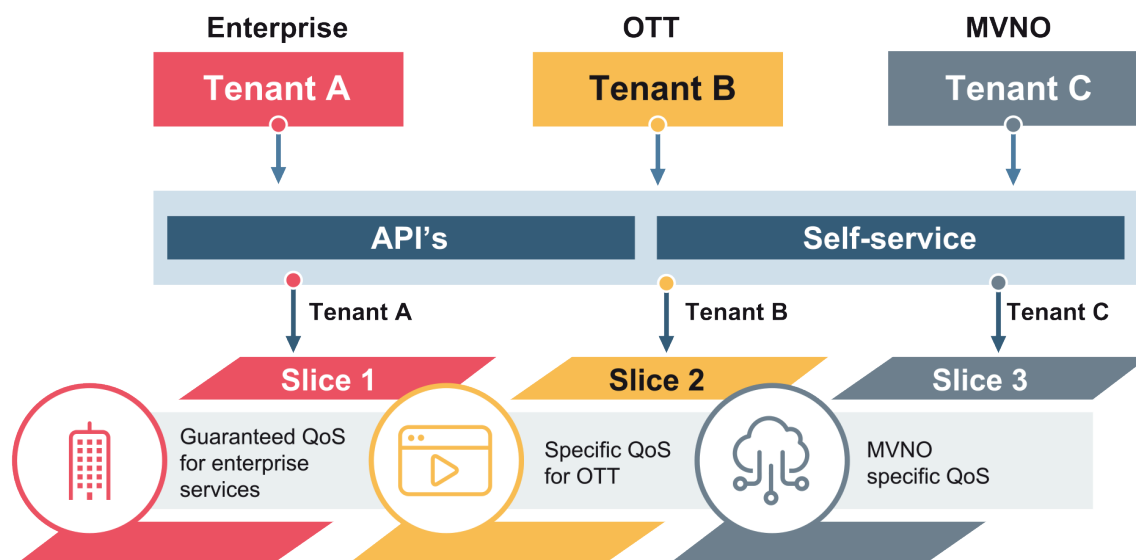 Enterprise
OTT
MVNO
Tenant A
Tenant B
Tenant C
API's
Self-service
Tenant A
Tenant B
Tenant C
Slice 1
Slice 2
Slice 3
Guaranteed QoS
for enterprise
services
Specific QoS
for OTT
MVNO
specific QoS